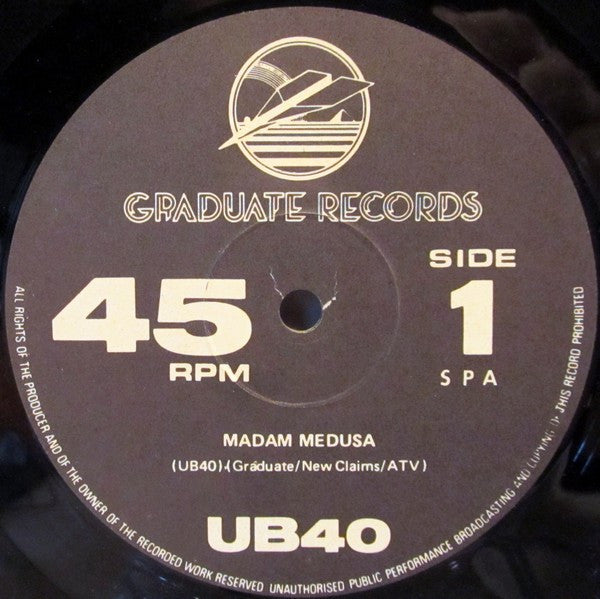 GRADUATE RECORDS
45
RPM
SIDE
1
SPA
MADAM MEDUSA
(UB40)(Graduate/New Claims/ATV)
UB40
ALL RIGHTS OF THE PRODUCER AND OF THE OWNER OF THE RECORDED WORK RESERVED UNAUTHORISED PUBLIC PERFORMANCE BROADCASTING AND COPYING OF THIS RECORD PROHIBITED